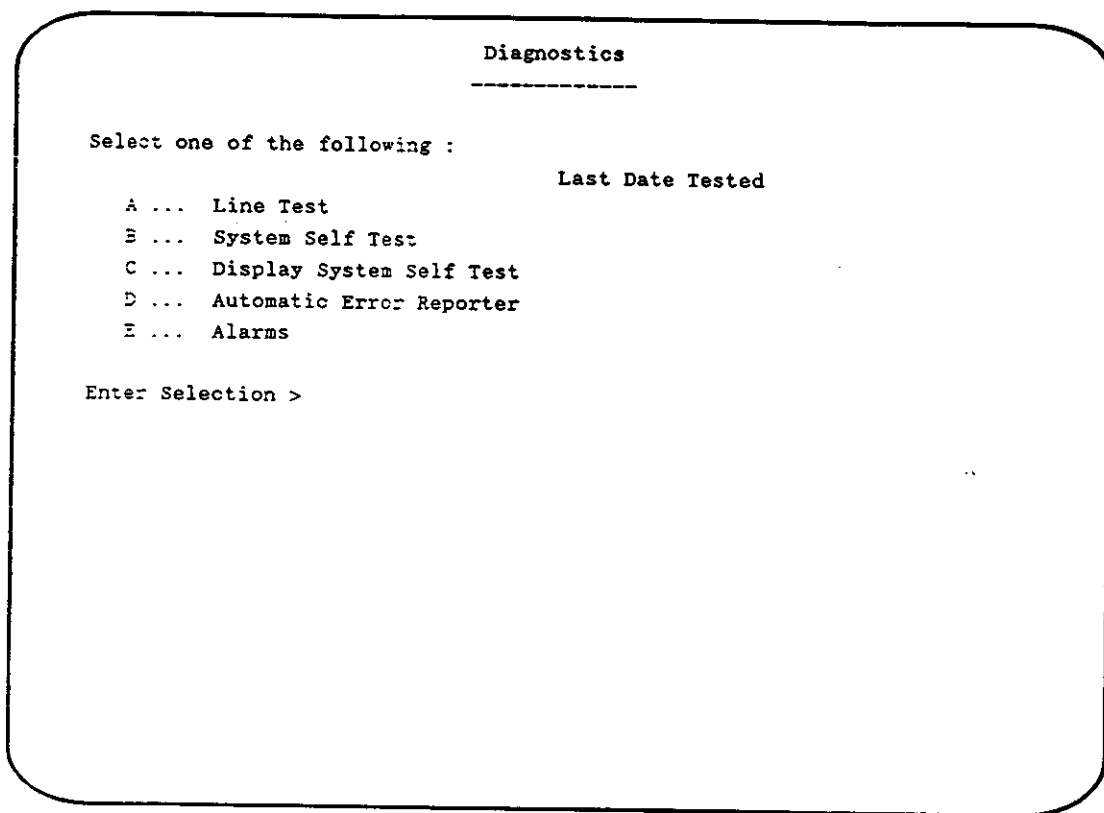 Diagnostics
-------------
Select one of the following :
Last Date Tested
A ... Line Test
B ... System Self Test
C ... Display System Self Test
D ... Automatic Error Reporter
E ... Alarms
Enter Selection >